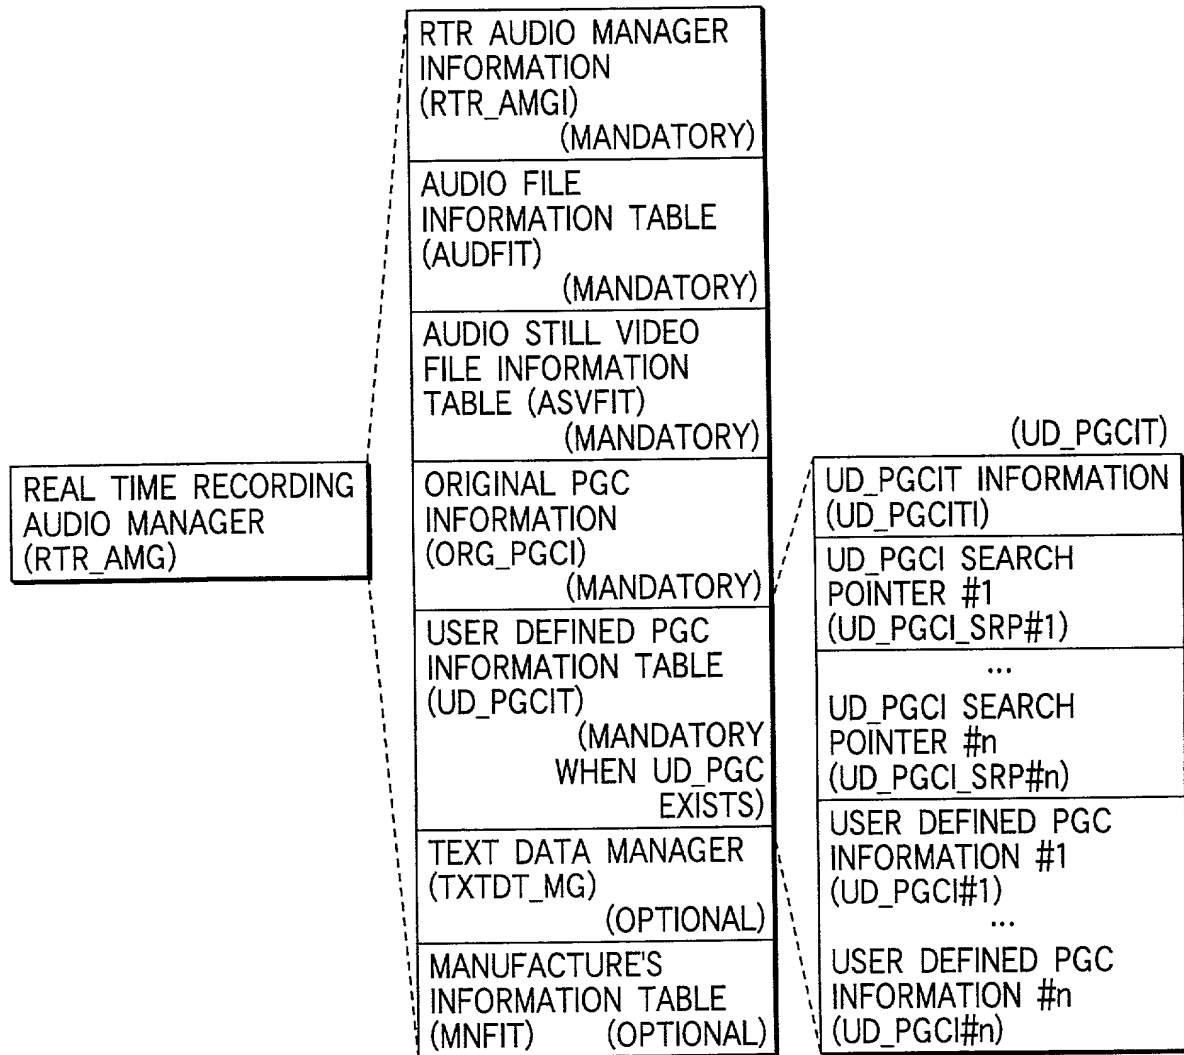 REAL TIME RECORDING
AUDIO MANAGER
(RTR_AMG)
RTR AUDIO MANAGER
INFORMATION
(RTR_AMGI)
(MANDATORY)
AUDIO FILE
INFORMATION TABLE
(AUDFIT)
(MANDATORY)
AUDIO STILL VIDEO
FILE INFORMATION
TABLE (ASVFIT)
(MANDATORY)
ORIGINAL PGC
INFORMATION
(ORG_PGCI)
(MANDATORY)
USER DEFINED PGC
INFORMATION TABLE
(UD_PGCIT)
(MANDATORY
WHEN UD_PGC
EXISTS)
TEXT DATA MANAGER
(TXTDT_MG)
(OPTIONAL)
MANUFACTURE'S
INFORMATION TABLE
(MNFIT) (OPTIONAL)
(UD_PGCIT)
UD_PGCIT INFORMATION
(UD_PGCITI)
UD_PGCI SEARCH
POINTER #1
(UD_PGCI_SRP#1)
...
UD_PGCI SEARCH
POINTER #n
(UD_PGCI_SRP#n)
USER DEFINED PGC
INFORMATION #1
(UD_PGCI#1)
...
USER DEFINED PGC
INFORMATION #n
(UD_PGCI#n)